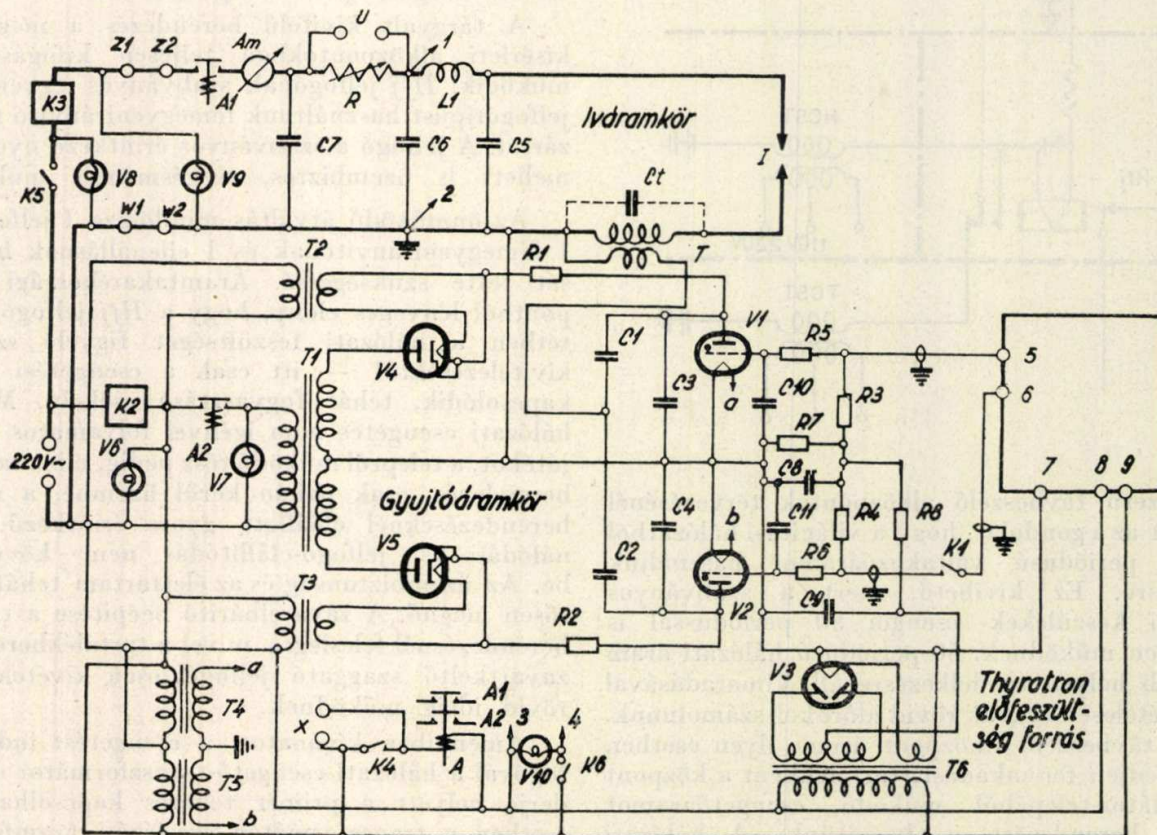 U
Z1 Z2 Am 1
K3 A1 R L1
Iváramkör
C7 C6 C5 I
K5 V8 V9 Ct
w1 w2 2
T2 R1 T
C1 V1 R5 5
T1 V4 C3 a C10 R3 6
K2 R7
220V~ V6 A2 V7 C8 7 8 9
Gyujtóáramkör
V5 C4 b C11 R4 R6
C2 R8 K1
T3 V2 C9
R2
a V3 Thyratron
előfeszült-
ség forrás
T4 X A1
K4 A2 3 4
A V10 V6 T6
T5
b